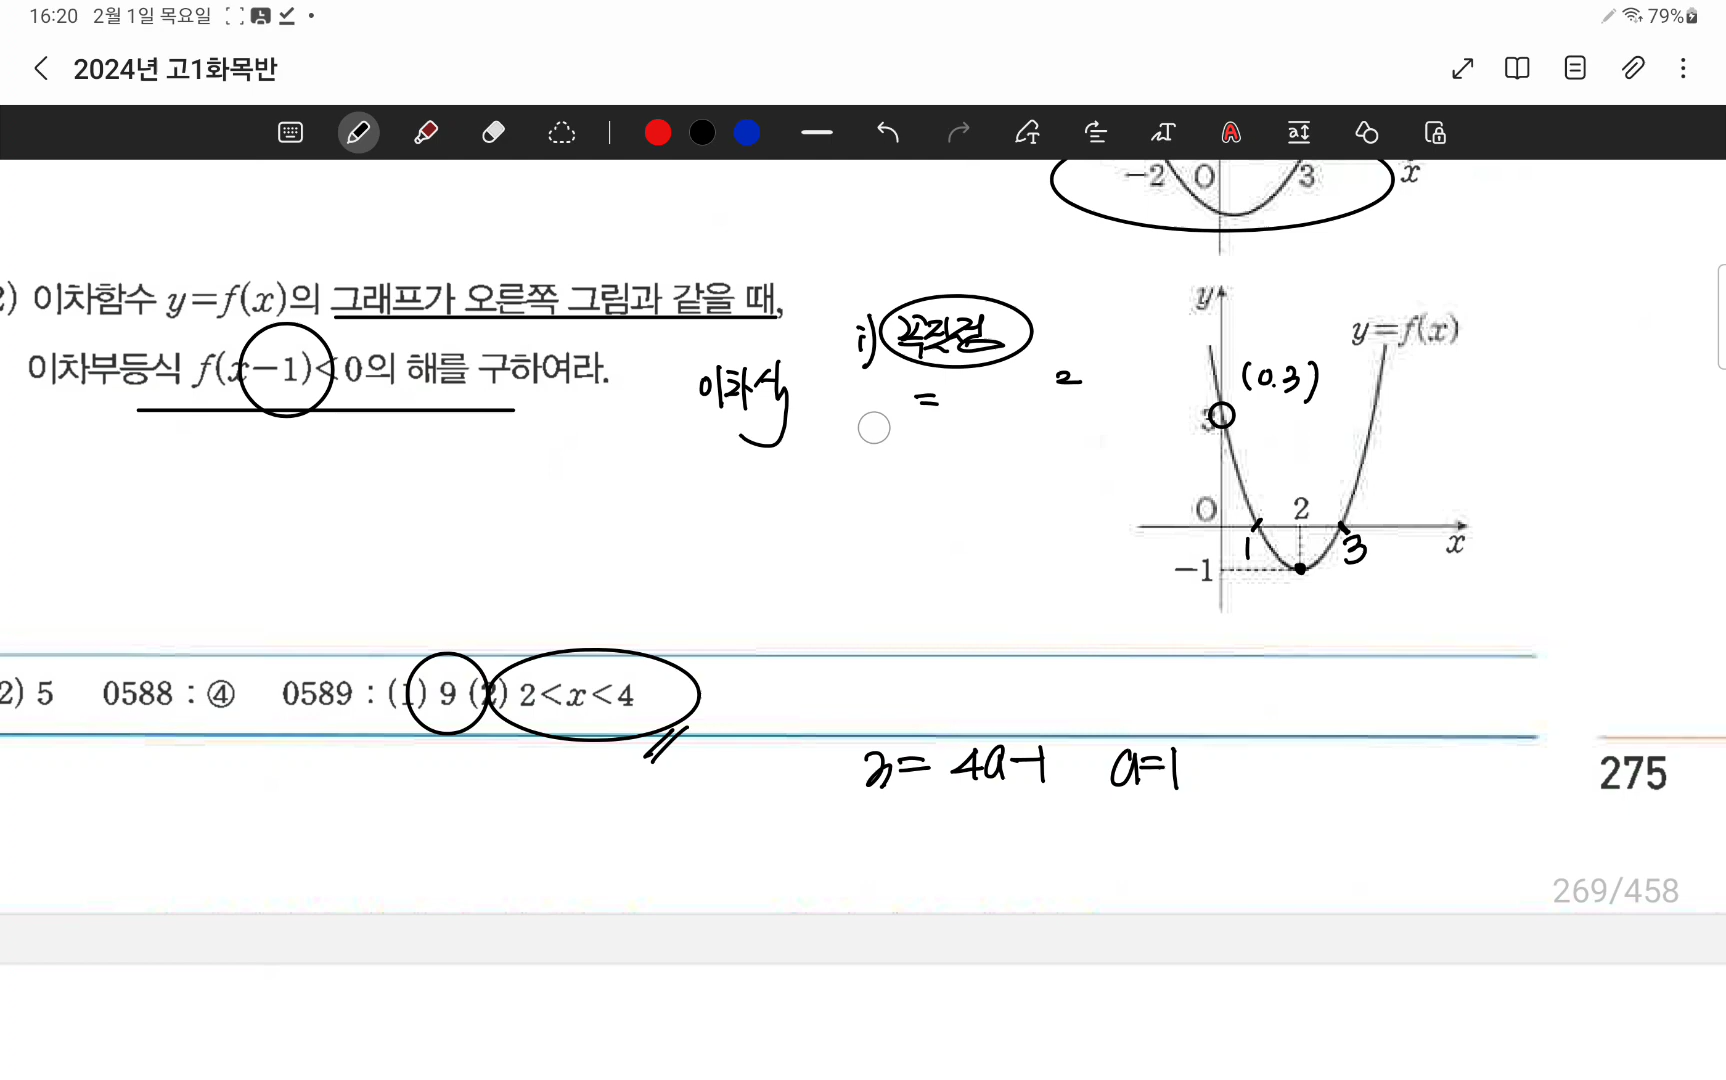 16:20 2월 1일 목요일
79%
2024년 고1화목반
-2 O 3 x
2) 이차함수 y=f(x)의 그래프가 오른쪽 그림과 같을 때,
이차부등식 f(x-1)<0의 해를 구하여라.
이차식
i) 꼭짓점
=
y
y=f(x)
(0.3)
3
O 2
1 3 x
-1
2) 5 0588 : ④ 0589 : (1) 9 (2) 2<x<4
3= 4a-1 a=1
275
269/458